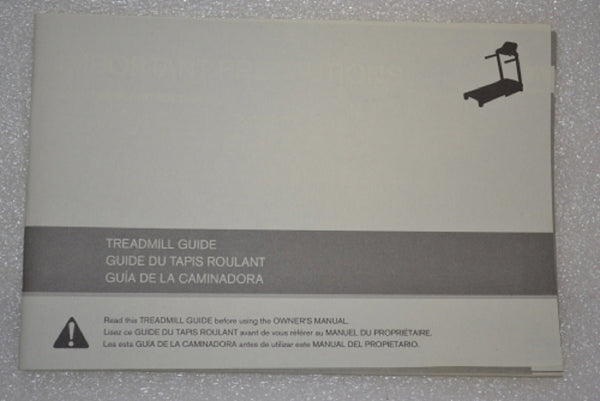 TREADMILL GUIDE
GUIDE DU TAPIS ROULANT
GUÍA DE LA CAMINADORA
Read this TREADMILL GUIDE before using the OWNER'S MANUAL.
Lisez ce GUIDE DU TAPIS ROULANT avant de vous référer au MANUEL DU PROPRIÉTAIRE.
Lea esta GUÍA DE LA CAMINADORA antes de utilizar este MANUAL DEL PROPIETARIO.